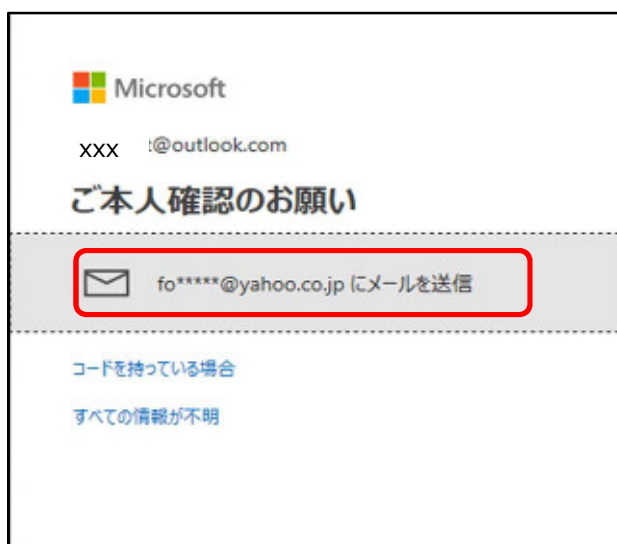 Microsoft
xxx t@outlook.com
ご本人確認のお願い
fo*****@yahoo.co.jp にメールを送信
コードを持っている場合
すべての情報が不明